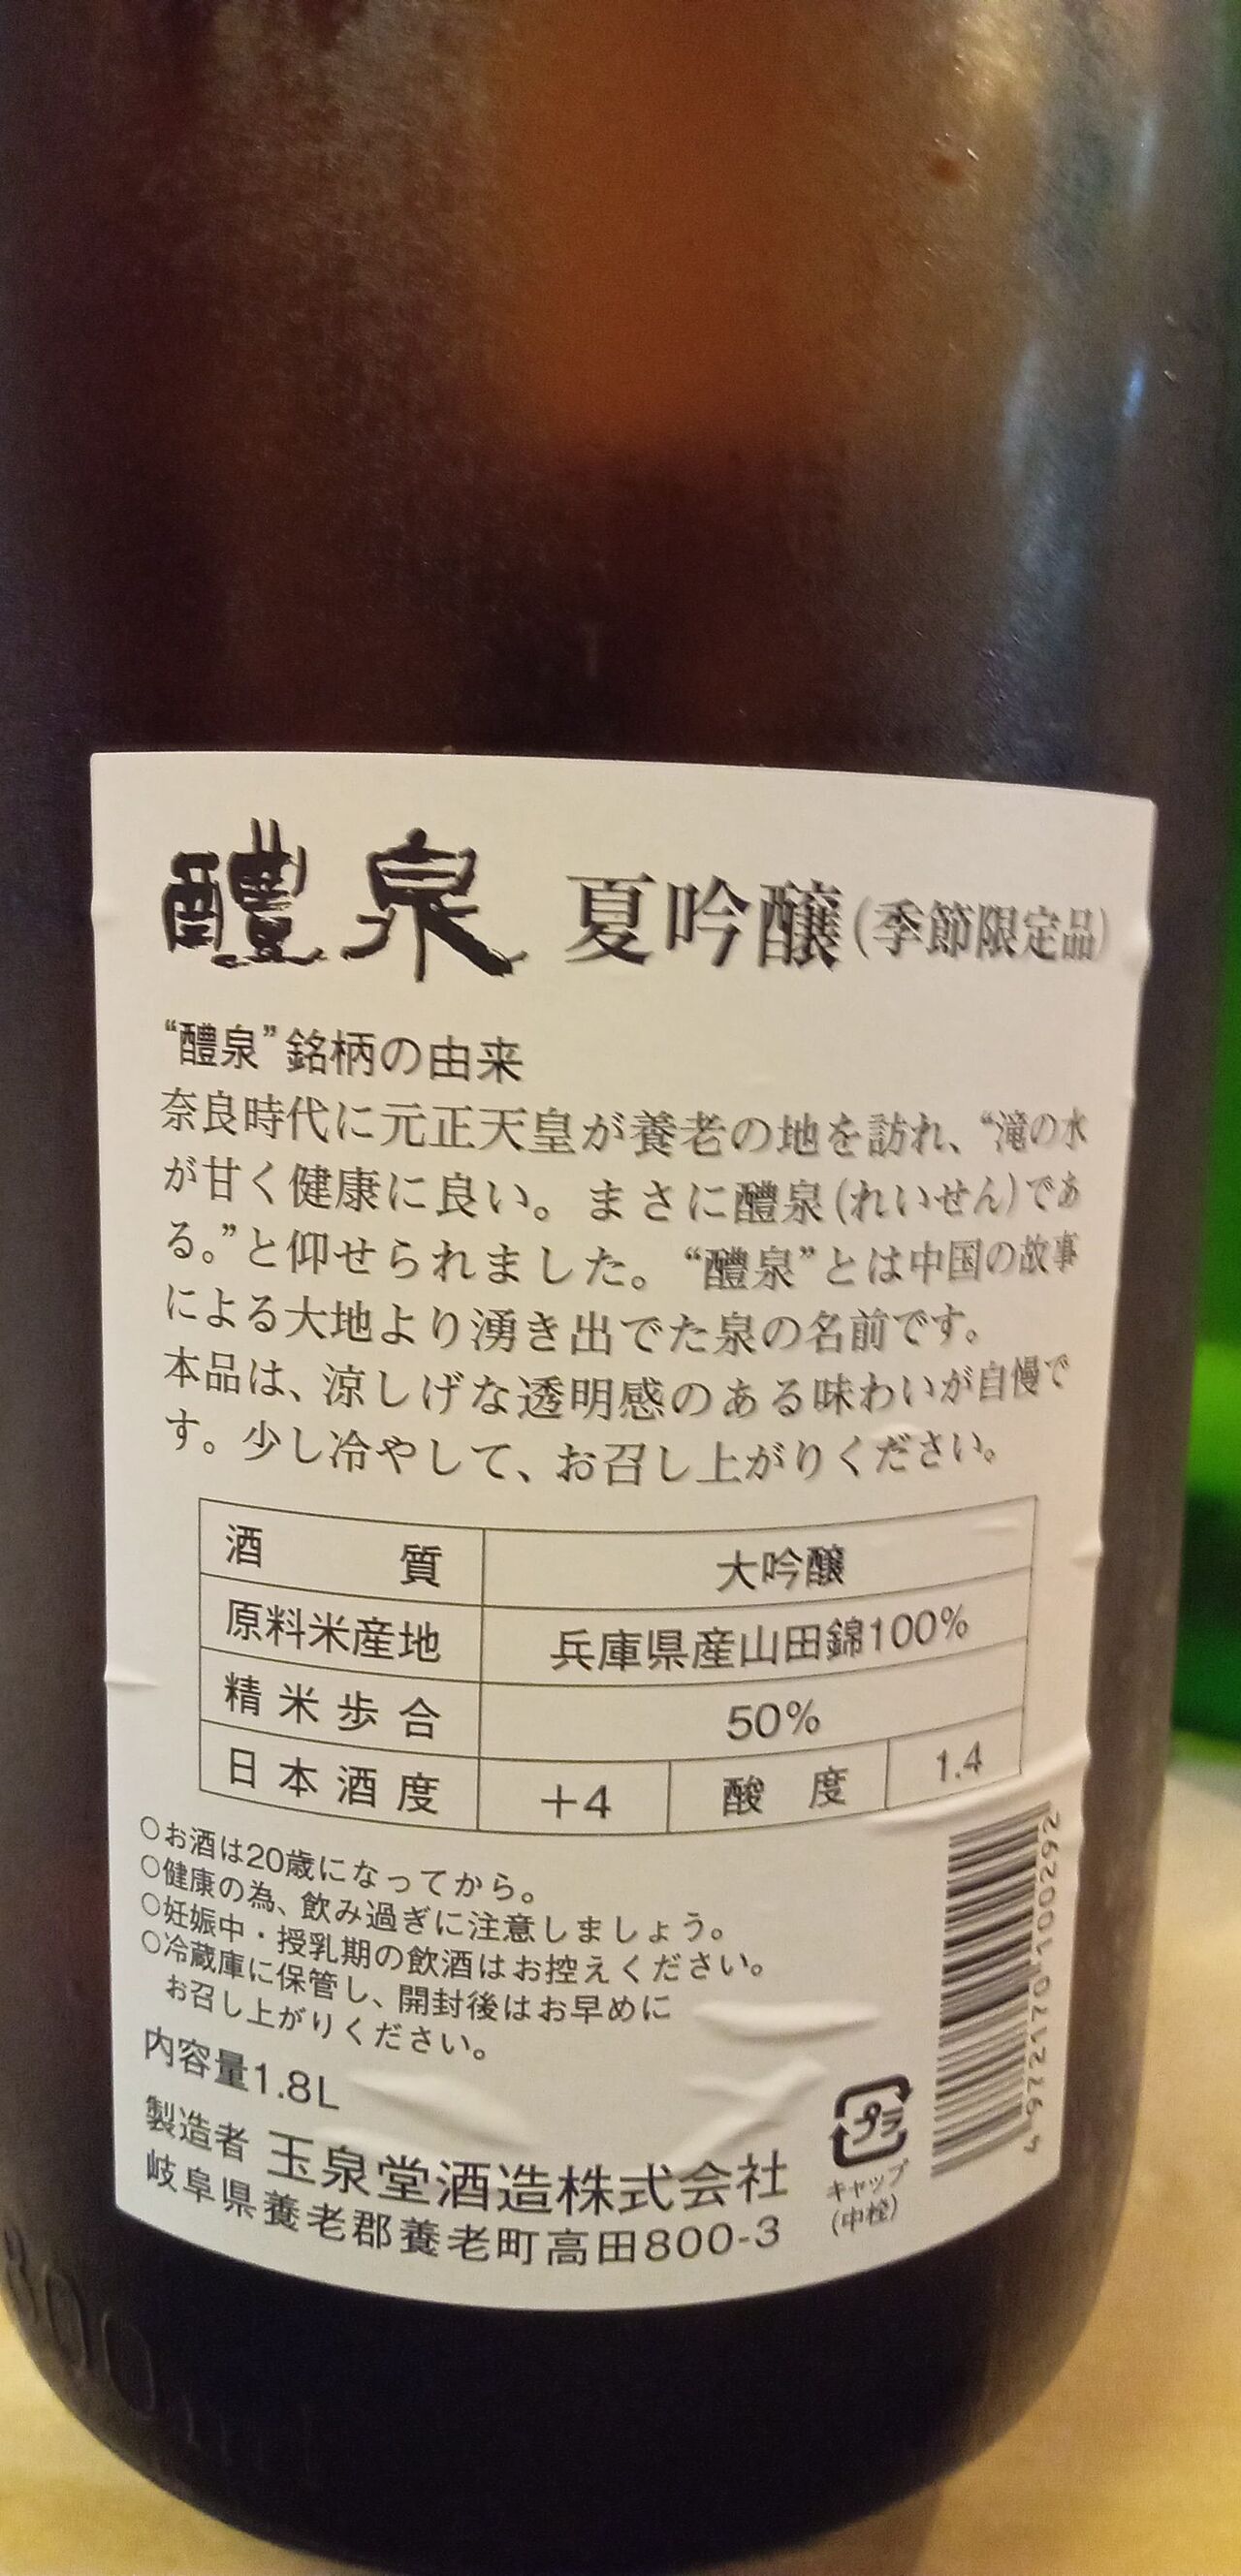 醴泉 夏吟醸(季節限定品)
“醴泉”銘柄の由来
奈良時代に元正天皇が養老の地を訪れ、“滝の水
が甘く健康に良い。まさに醴泉(れいせん)であ
る。”と仰せられました。“醴泉”とは中国の故事
による大地より湧き出でた泉の名前です。
本品は、涼しげな透明感のある味わいが自慢で
す。少し冷やして、お召し上がりください。
酒質 大吟醸
原料米産地 兵庫県産山田錦100%
精米歩合 50%
日本酒度 +4 酸度 1.4
○お酒は20歳になってから。
○健康の為、飲み過ぎに注意しましょう。
○妊娠中・授乳期の飲酒はお控えください。
○冷蔵庫に保管し、開封後はお早めに
お召し上がりください。
内容量1.8L
製造者 玉泉堂酒造株式会社
岐阜県養老郡養老町高田800-3
プラ
キャップ
(中栓)
4972170100292